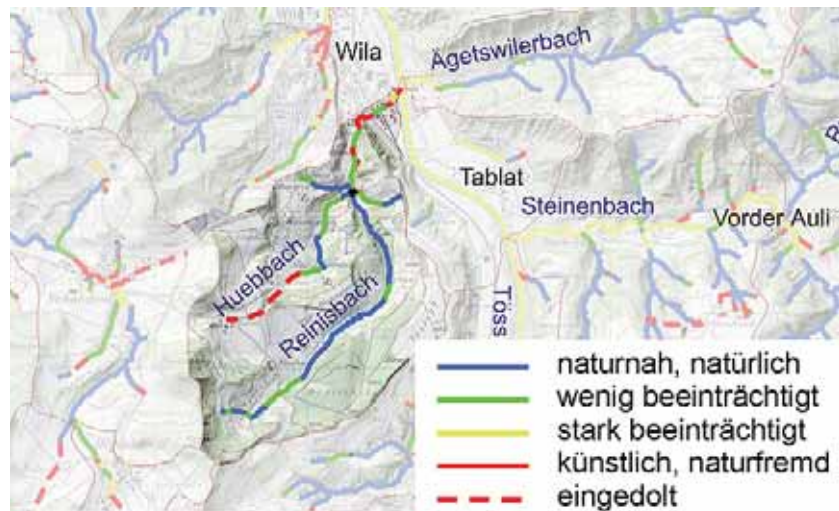 Wila
Ägetswilerbach
Tablat
Steinenbach
Vorder Auli
Huebbach
Reinisbach
Töss
naturnah, natürlich
wenig beeinträchtigt
stark beeinträchtigt
künstlich, naturfremd
eingedolt